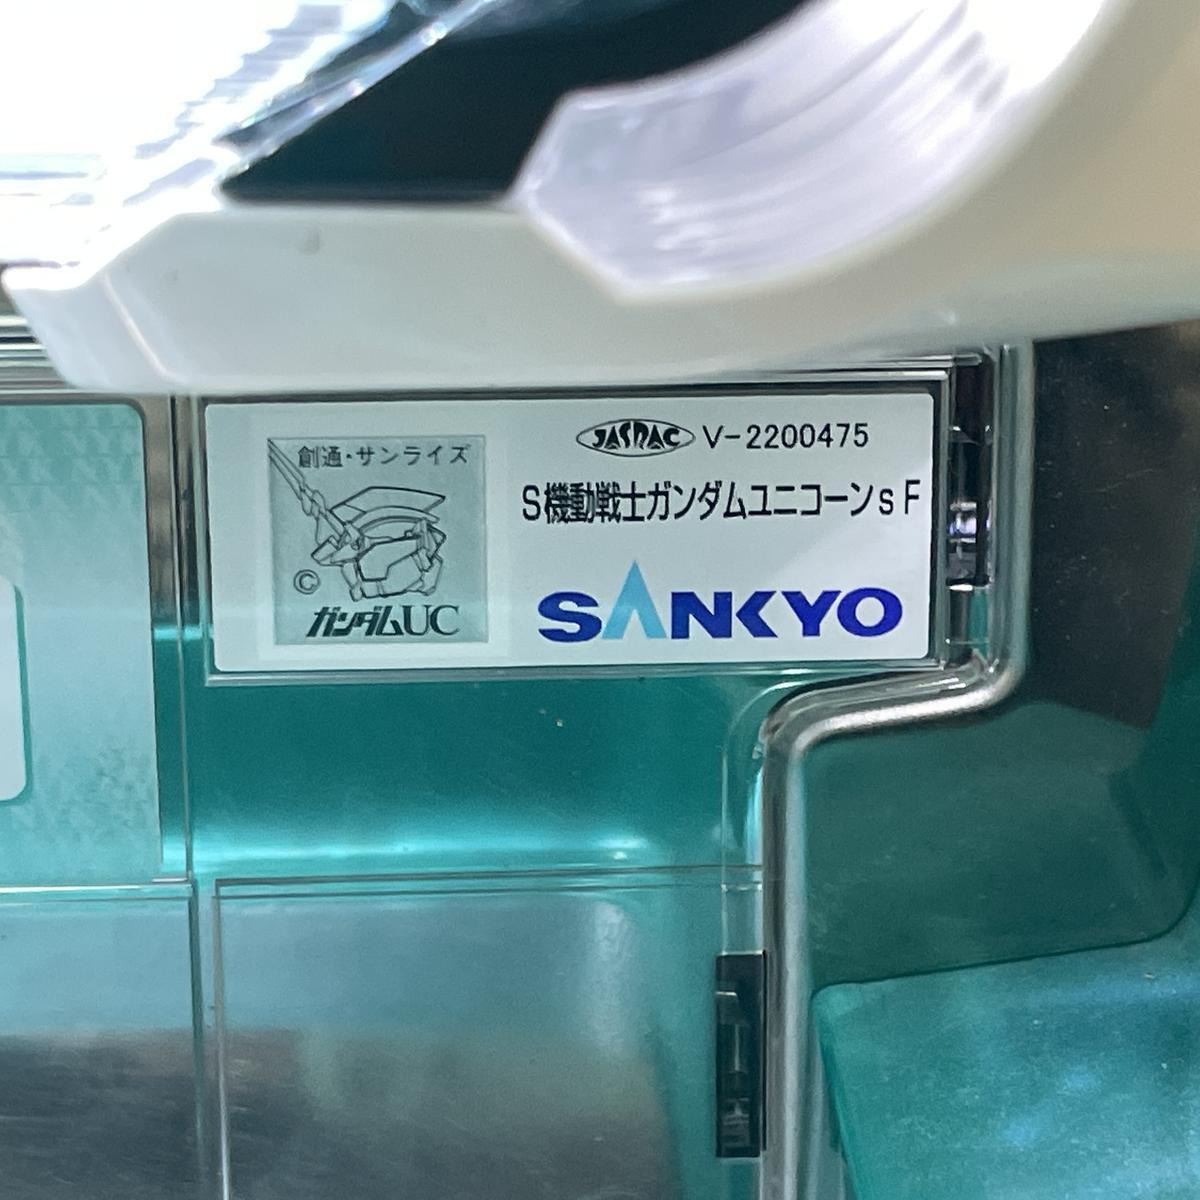 創通・サンライズ
©
ガンダムUC
JASRAC V-2200475
S機動戦士ガンダムユニコーンsF
SANKYO